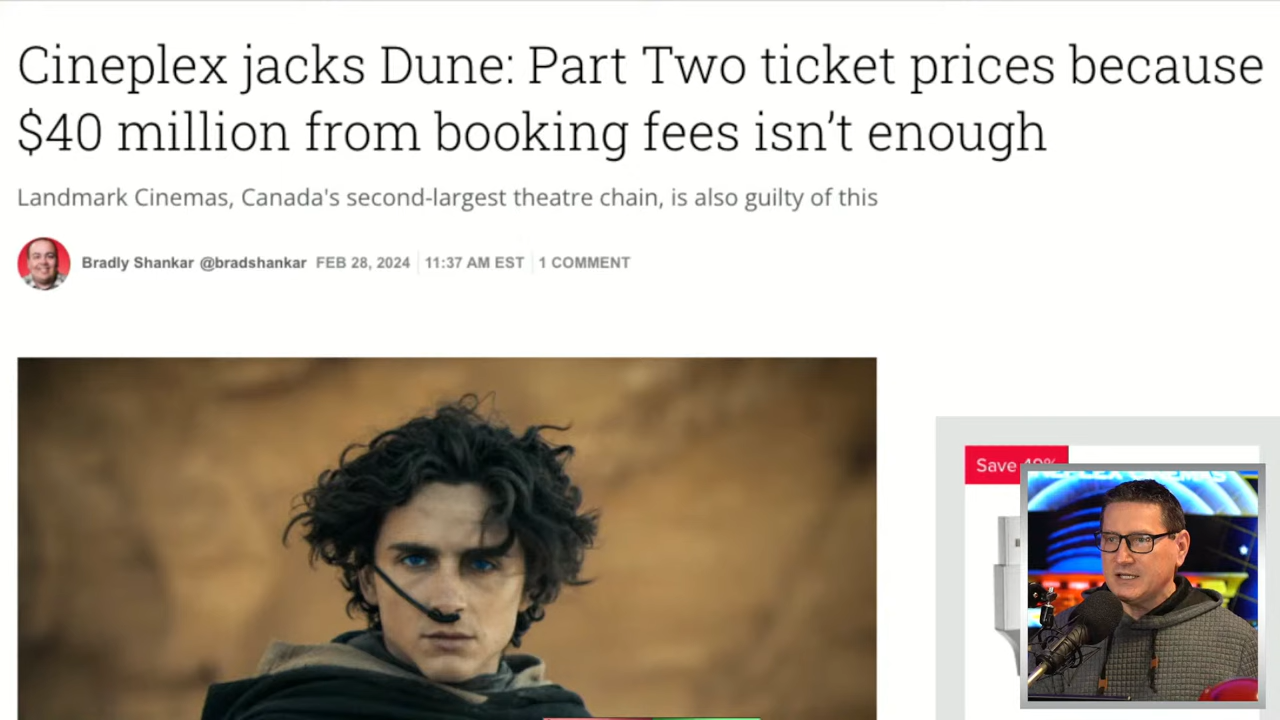 Cineplex jacks Dune: Part Two ticket prices because
$40 million from booking fees isn’t enough
Landmark Cinemas, Canada's second-largest theatre chain, is also guilty of this
Bradly Shankar @bradshankar FEB 28, 2024 11:37 AM EST 1 COMMENT
Save